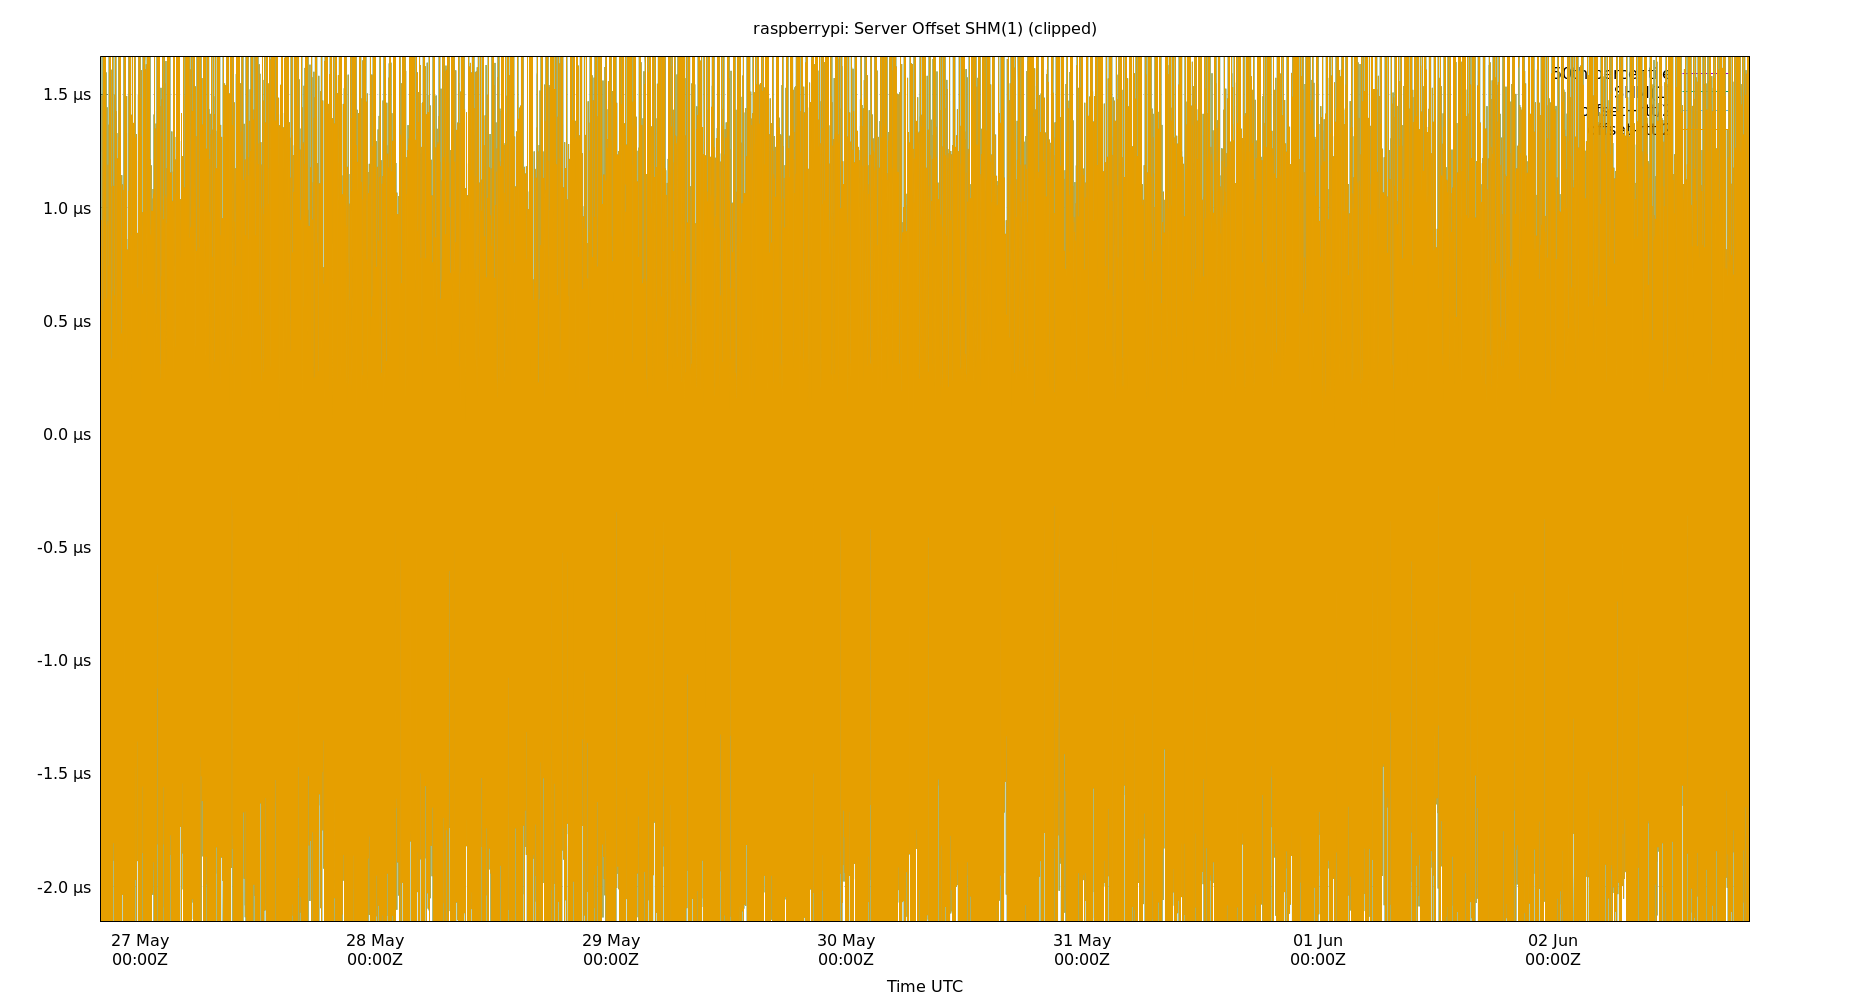 raspberrypi: Server Offset SHM(1) (clipped)
1.5 µs
1.0 µs
0.5 µs
0.0 µs
-0.5 µs
-1.0 µs
-1.5 µs
-2.0 µs
27 May 28 May 29 May 30 May 31 May 01 Jun 02 Jun
00:00Z 00:00Z 00:00Z 00:00Z 00:00Z 00:00Z 00:00Z
Time UTC